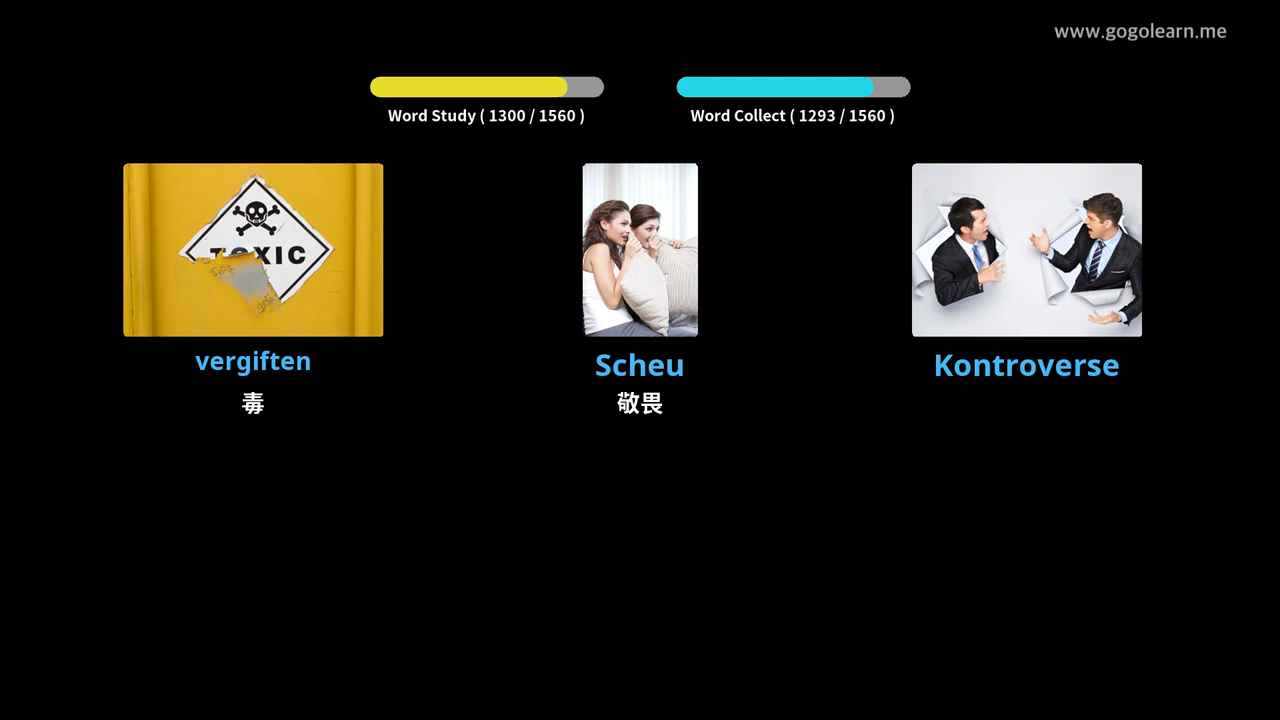 www.gogolearn.me
Word Study ( 1300 / 1560 )
Word Collect ( 1293 / 1560 )
TOXIC
vergiften
Scheu
Kontroverse
毒
敬畏